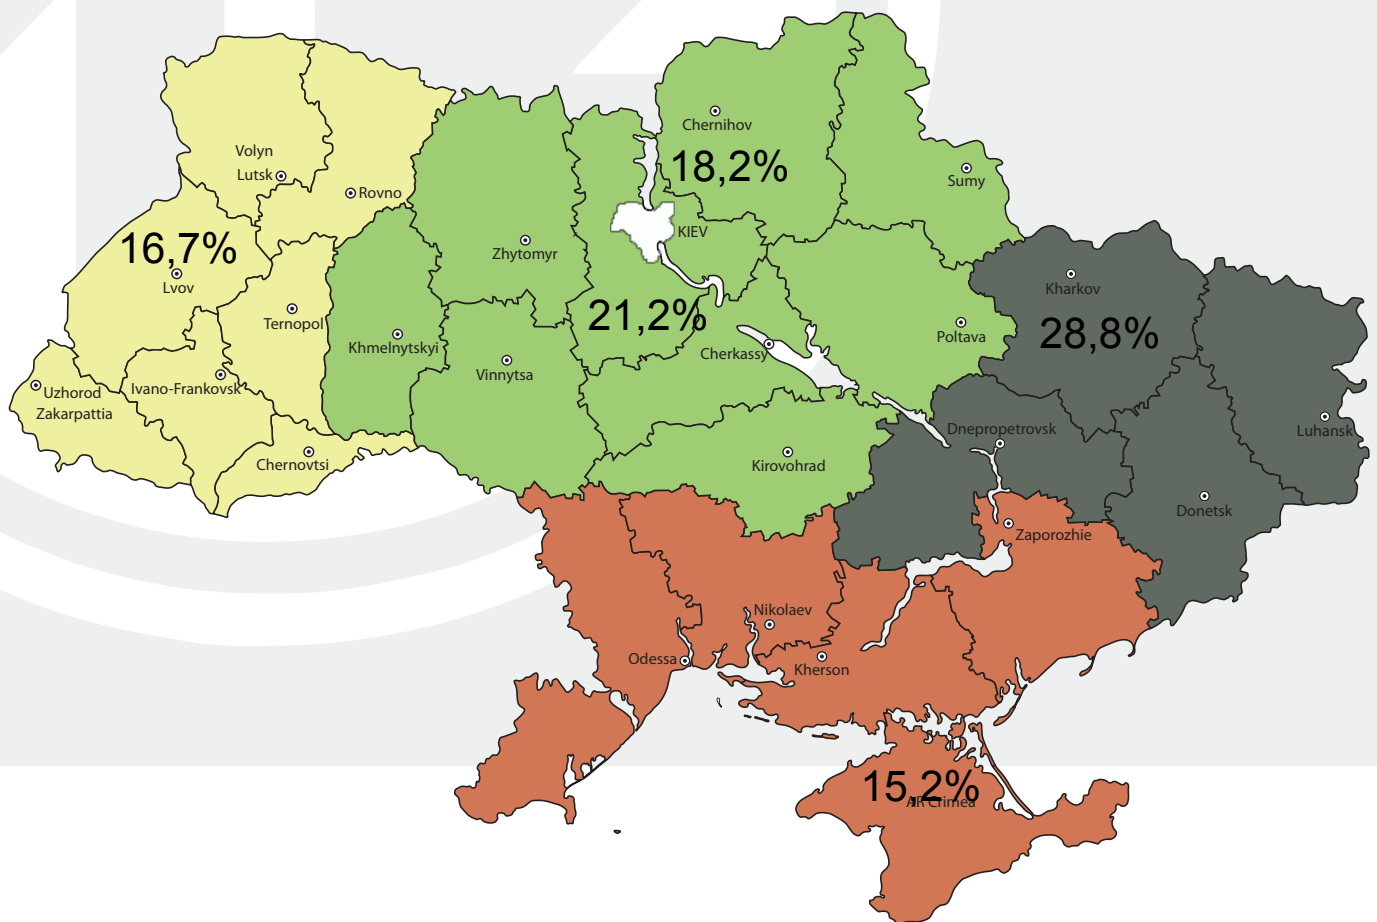 Chernihov
18,2%
Volyn
Lutsk
Rovno
Sumy
KIEV
Zhytomyr
16,7%
Lvov
Kharkov
28,8%
Ternopol
21,2%
Khmelnytskyi
Cherkassy
Poltava
Vinnytsa
Uzhorod
Zakarpattia
Ivano-Frankovsk
Luhansk
Dnepropetrovsk
Chernovtsi
Kirovohrad
Donetsk
Zaporozhie
Nikolaev
Odessa
Kherson
15,2%
AR Crimea